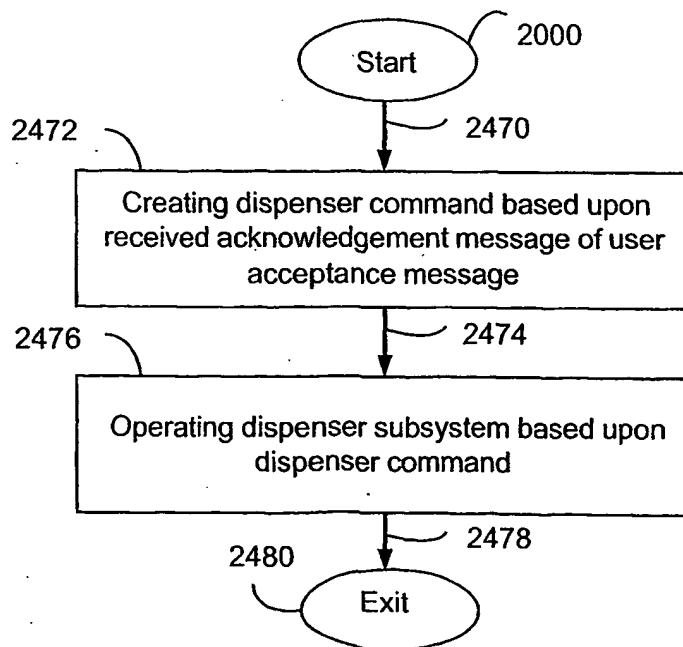 2000
Start
2470
2472
Creating dispenser command based upon
received acknowledgement message of user
acceptance message
2474
2476
Operating dispenser subsystem based upon
dispenser command
2478
2480
Exit